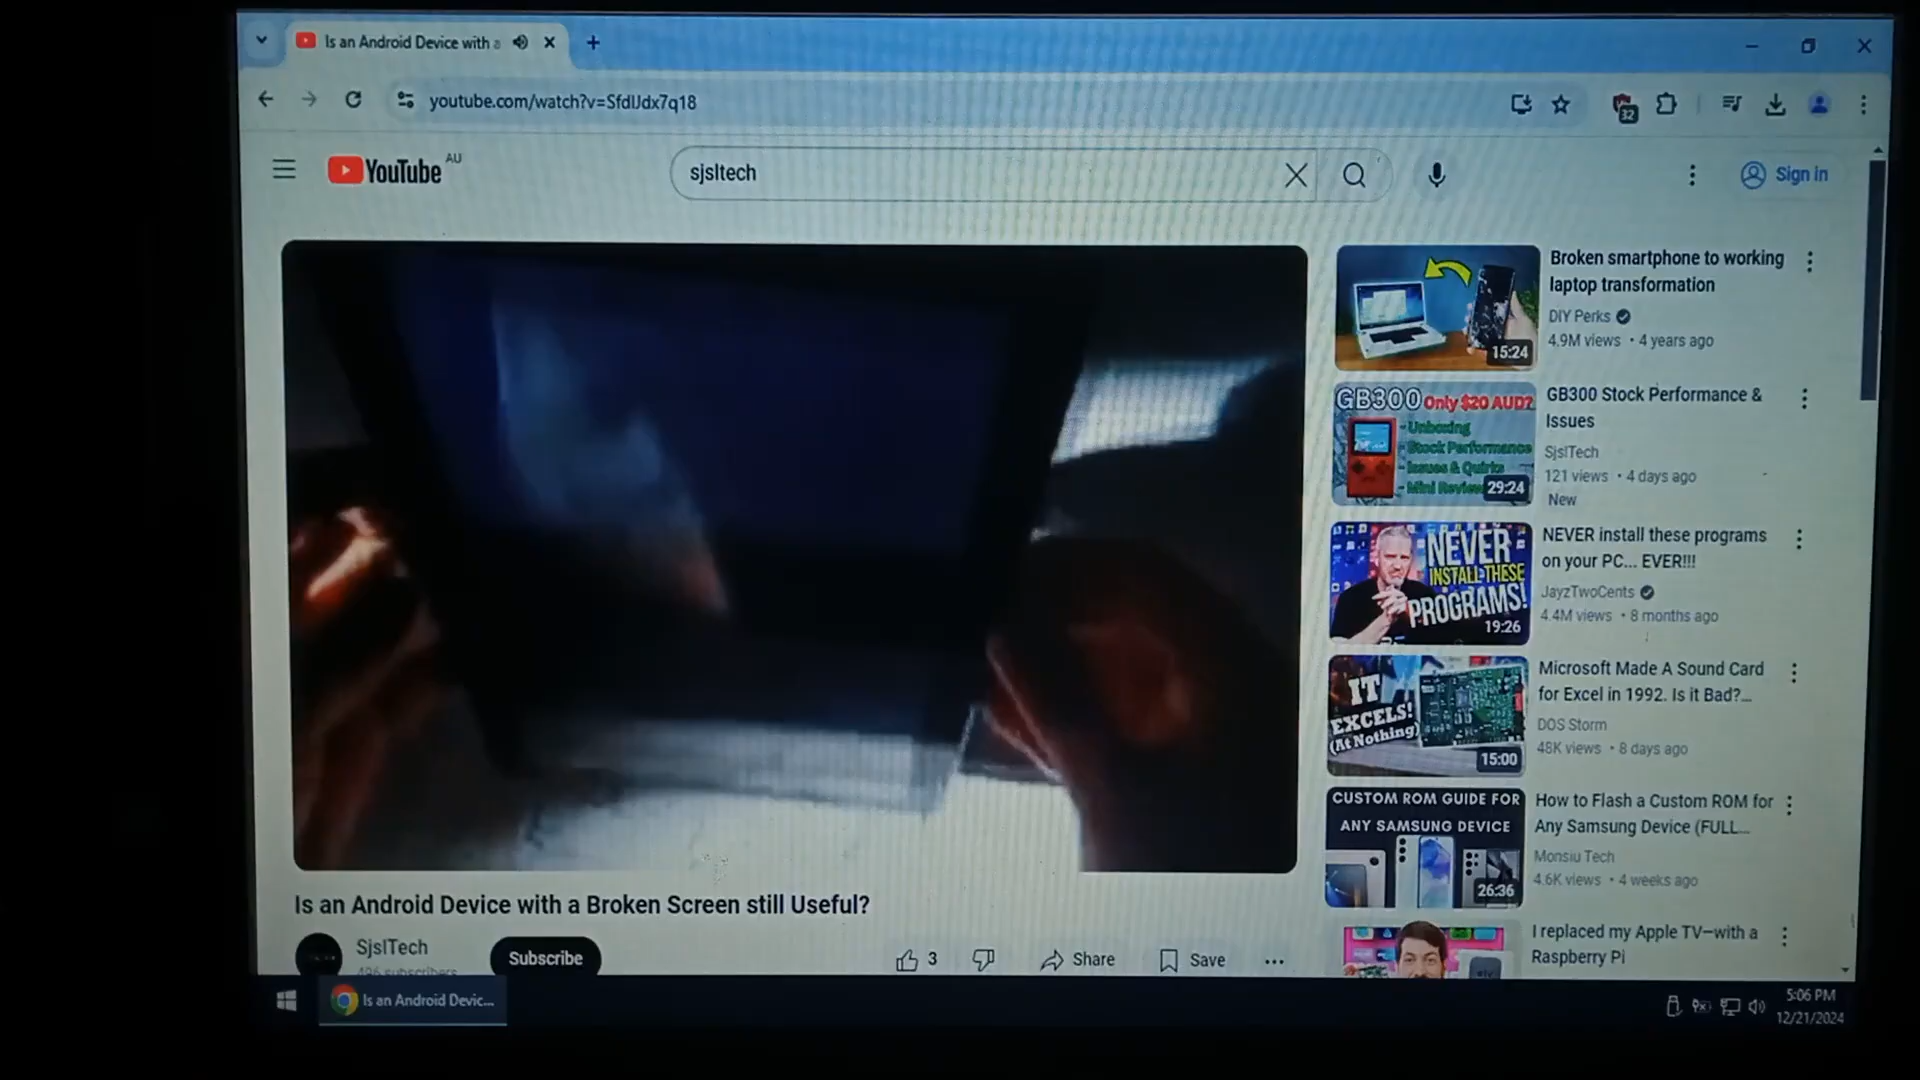 Is an Android Device with a
youtube.com/watch?v=SfdlJdx7q18
32
YouTube AU
sjsltech
Sign in
Broken smartphone to working
laptop transformation
DIY Perks
4.9M views • 4 years ago
15:24
GB300 Only $20 AUD?
- Unboxing
- Stock Performance
- Issues & Quirks
- Mini Review
29:24
GB300 Stock Performance &
Issues
SjslTech
121 views • 4 days ago
New
NEVER
INSTALL THESE
PROGRAMS!
19:26
NEVER install these programs
on your PC... EVER!!!
JayzTwoCents
4.4M views • 8 months ago
IT
EXCELS!
(At Nothing)
15:00
Microsoft Made A Sound Card
for Excel in 1992. Is it Bad?...
DOS Storm
48K views • 8 days ago
CUSTOM ROM GUIDE FOR
ANY SAMSUNG DEVICE
26:36
How to Flash a Custom ROM for
Any Samsung Device (FULL...
Monsiu Tech
4.6K views • 4 weeks ago
I replaced my Apple TV—with a
Raspberry Pi
Is an Android Device with a Broken Screen still Useful?
SjslTech
496 subscribers
Subscribe
3
Share
Save
Is an Android Devic...
5:06 PM
12/21/2024